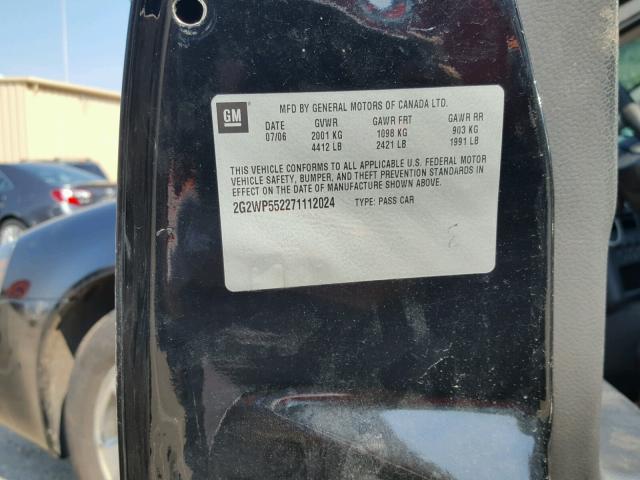 GM
MFD BY GENERAL MOTORS OF CANADA LTD.
DATE GVWR GAWR FRT GAWR RR
07/06 2001 KG 1098 KG 903 KG
4412 LB 2421 LB 1991 LB
THIS VEHICLE CONFORMS TO ALL APPLICABLE U.S. FEDERAL MOTOR
VEHICLE SAFETY, BUMPER, AND THEFT PREVENTION STANDARDS IN
EFFECT ON THE DATE OF MANUFACTURE SHOWN ABOVE.
2G2WP552271112024 TYPE: PASS CAR